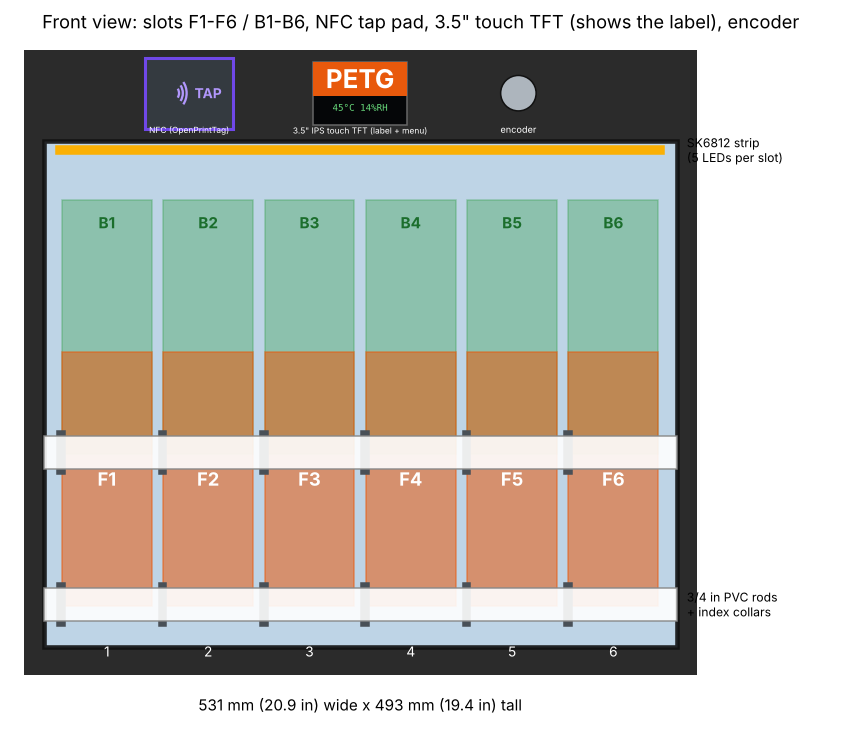 Front view: slots F1-F6 / B1-B6, NFC tap pad, 3.5" touch TFT (shows the label), encoder
TAP
PETG
45°C 14%RH
NFC (OpenPrintTag)
3.5" IPS touch TFT (label + menu)
encoder
SK6812 strip
(5 LEDs per slot)
B1 B2 B3 B4 B5 B6
F1 F2 F3 F4 F5 F6
3/4 in PVC rods
+ index collars
1 2 3 4 5 6
531 mm (20.9 in) wide x 493 mm (19.4 in) tall